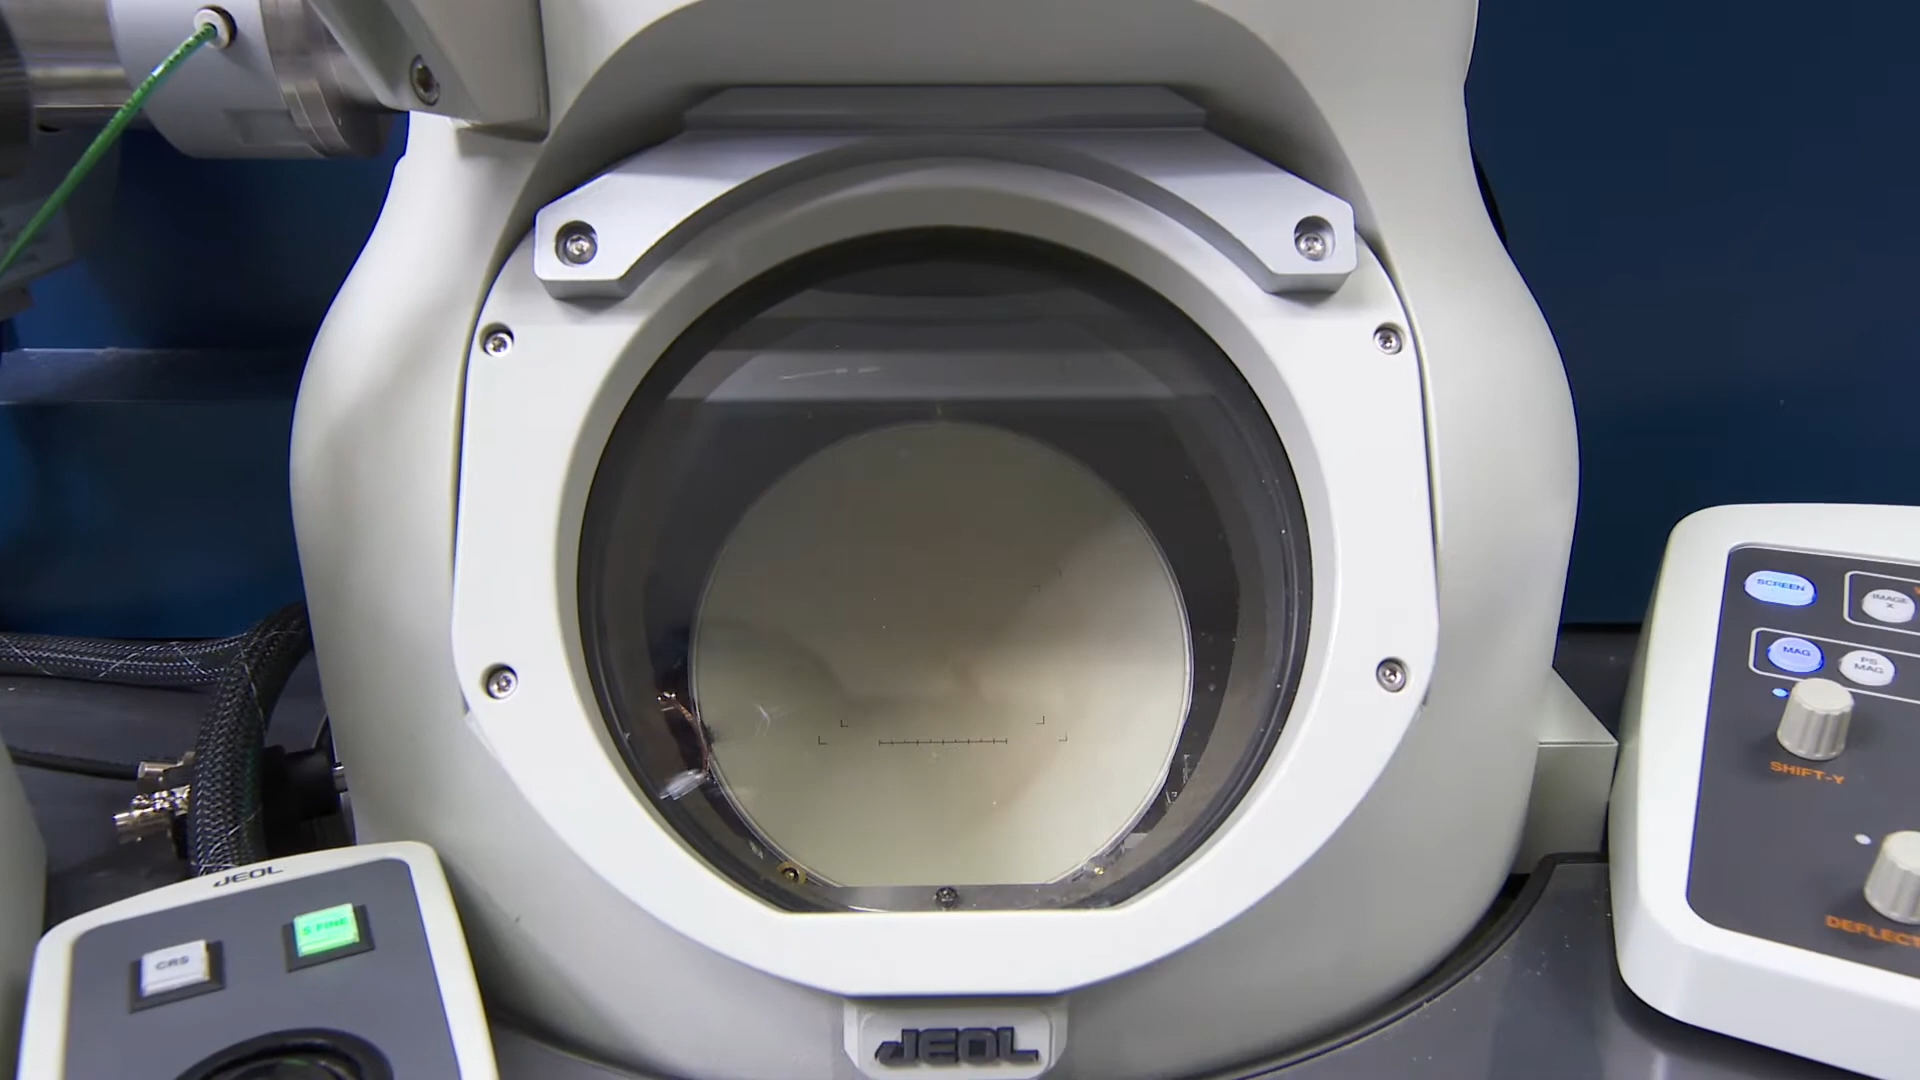 SCREEN
IMAGE
X
MAG
PS
MAG
SHIFT-Y
JEOL
S FINE
CRS
DEFLECT
JEOL